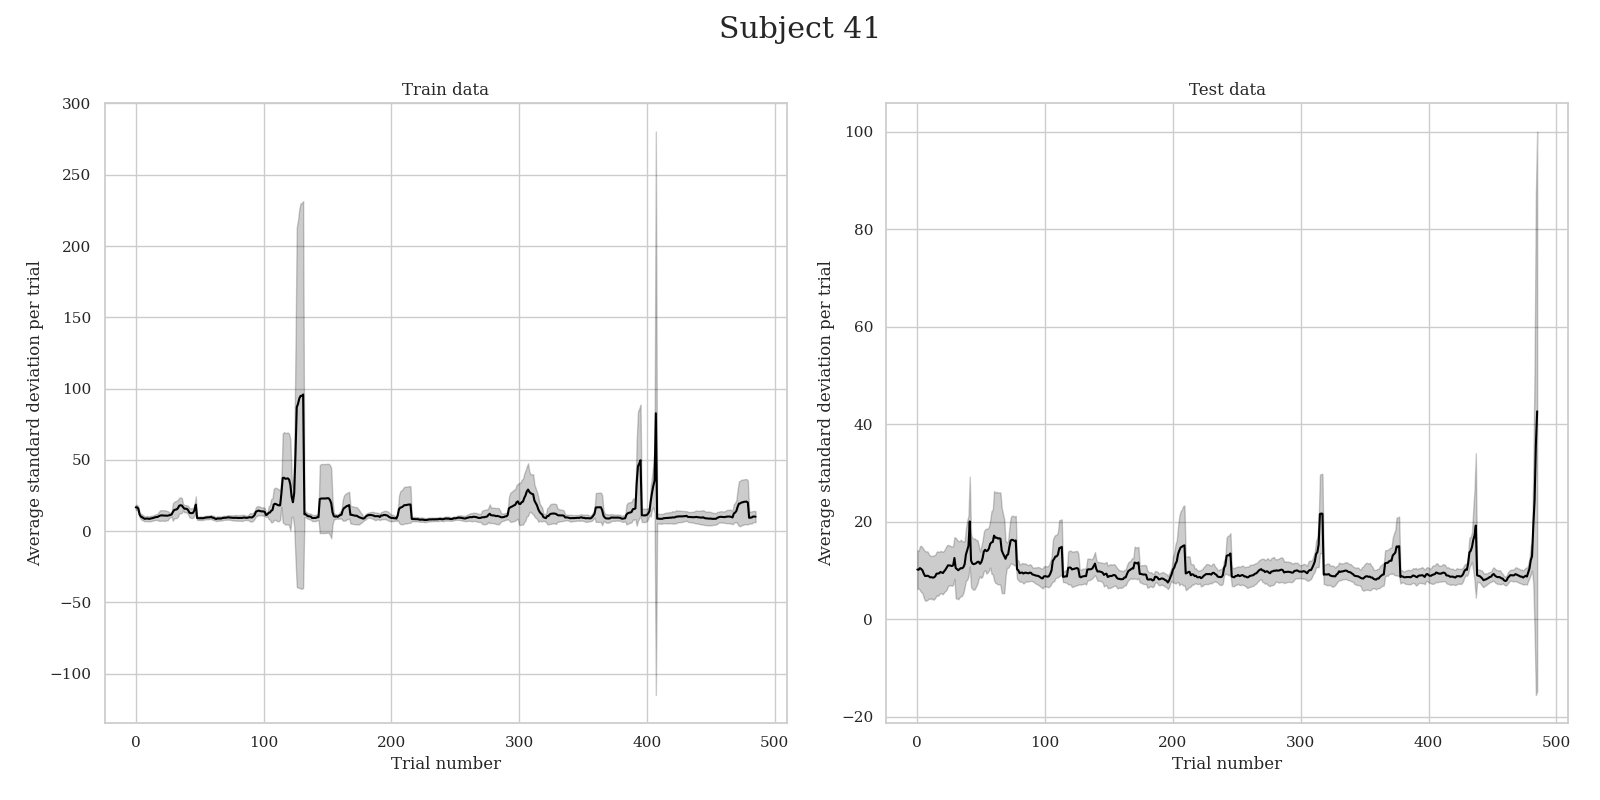 Subject 41
Train data
Test data
Average standard deviation per trial
300
250
200
150
100
50
0
−50
−100
0 100 200 300 400 500
Trial number
Average standard deviation per trial
100
80
60
40
20
0
−20
0 100 200 300 400 500
Trial number